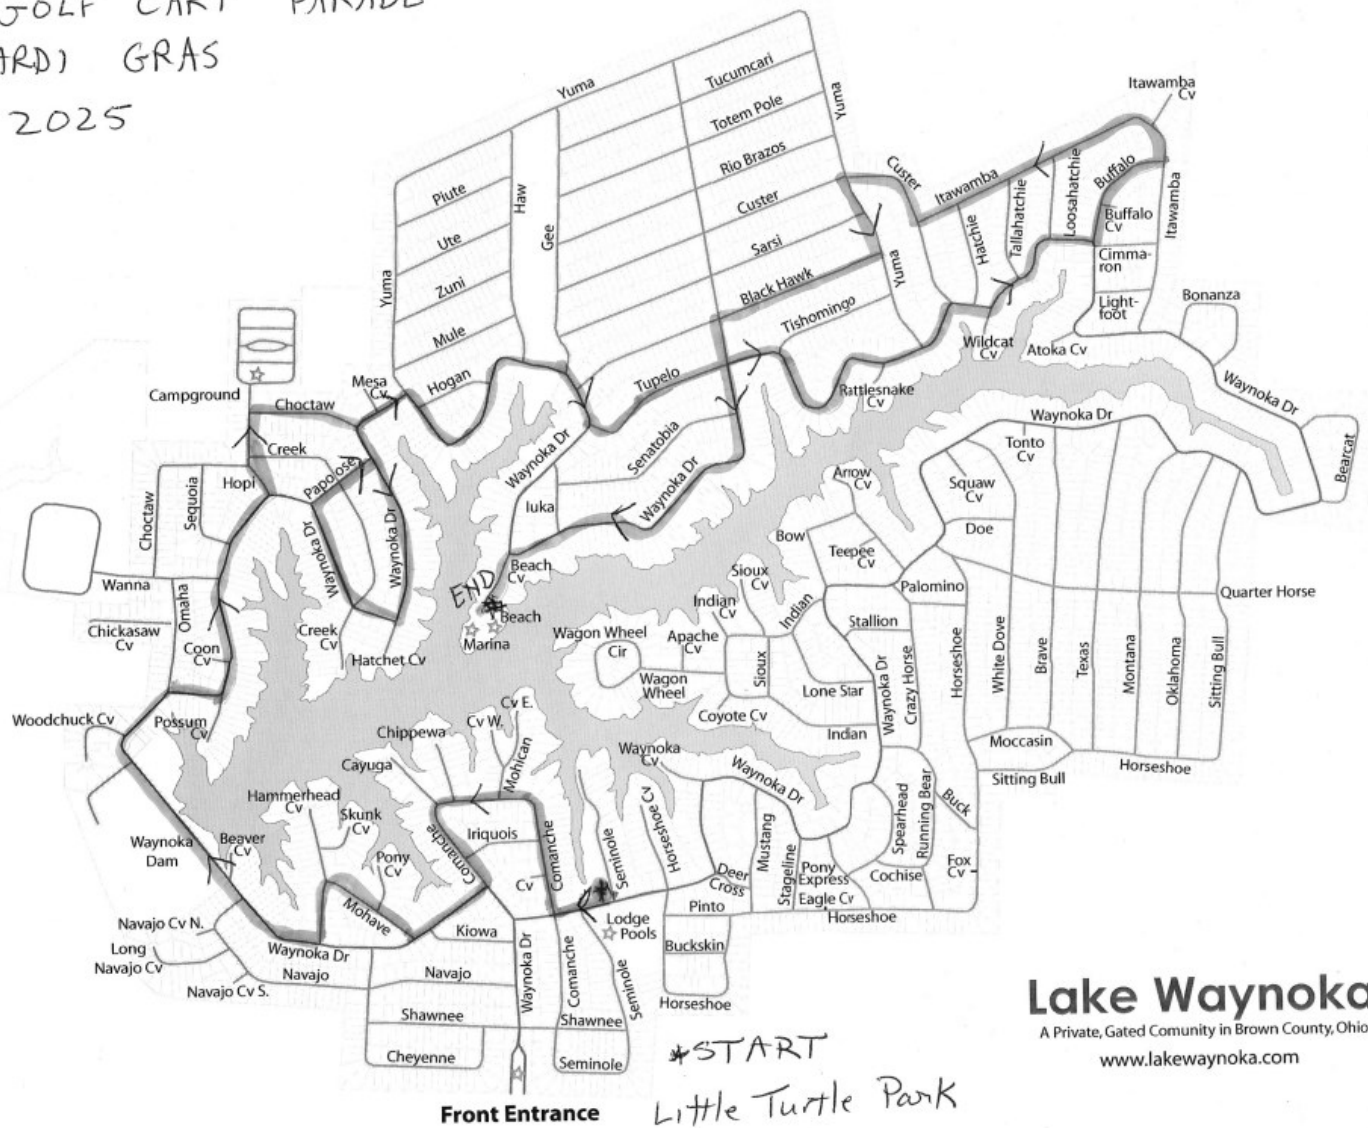 GOLF CART PARADE
ARDI GRAS
2025
Yuma
Tucumcari
Totem Pole
Yuma
Rio Brazos
Custer
Sarsi
Black Hawk
Tishomingo
Yuma
Custer
Itawamba
Itawamba Cv
Hatchie
Tallahatchie
Loosahatchie
Buffalo
Buffalo Cv
Itawamba
Cimma-
ron
Light-
foot
Bonanza
Wildcat Cv
Atoka Cv
Waynoka Dr
Bearcat
Piute
Haw
Gee
Ute
Yuma
Zuni
Mule
Hogan
Mesa Cv
Campground
Choctaw
Creek
Papoose
Hopi
Sequoia
Choctaw
Wanna
Omaha
Chickasaw Cv
Coon Cv
Waynoka Dr
Waynoka Dr
Creek Cv
Hatchet Cv
Tupelo
Senatobia
Waynoka Dr
Waynoka Dr
Iuka
Beach Cv
END
Beach
Marina
Rattlesnake Cv
Arrow Cv
Waynoka Dr
Tonto Cv
Squaw Cv
Doe
Bow
Teepee Cv
Sioux Cv
Indian Cv
Indian
Palomino
Stallion
Quarter Horse
Wagon Wheel Cir
Apache Cv
Wagon Wheel
Sioux
Lone Star
Waynoka Dr
Crazy Horse
Horseshoe
White Dove
Brave
Texas
Montana
Oklahoma
Sitting Bull
Coyote Cv
Indian
Moccasin
Sitting Bull
Horseshoe
Woodchuck Cv
Possum Cv
Chippewa
Cv W.
Cv E.
Mohican
Cayuga
Waynoka Cv
Waynoka Dr
Hammerhead Cv
Skunk Cv
Iriquois
Comanche
Comanche
Cv
Seminole
Horseshoe Cv
Mustang
Stageline
Spearhead
Running Bear
Buck
Waynoka Dam
Beaver Cv
Pony Cv
Mohave
Deer Cross
Pony Express
Eagle Cv
Cochise
Fox Cv
Pinto
Horseshoe
Navajo Cv N.
Long Navajo Cv
Navajo Cv S.
Waynoka Dr
Kiowa
Navajo
Navajo
Waynoka Dr
Comanche
Seminole
Lodge
Pools
Buckskin
Horseshoe
Shawnee
Shawnee
Cheyenne
Seminole
Front Entrance
*START
Little Turtle Park
Lake Waynoka
A Private, Gated Comunity in Brown County, Ohio
www.lakewaynoka.com